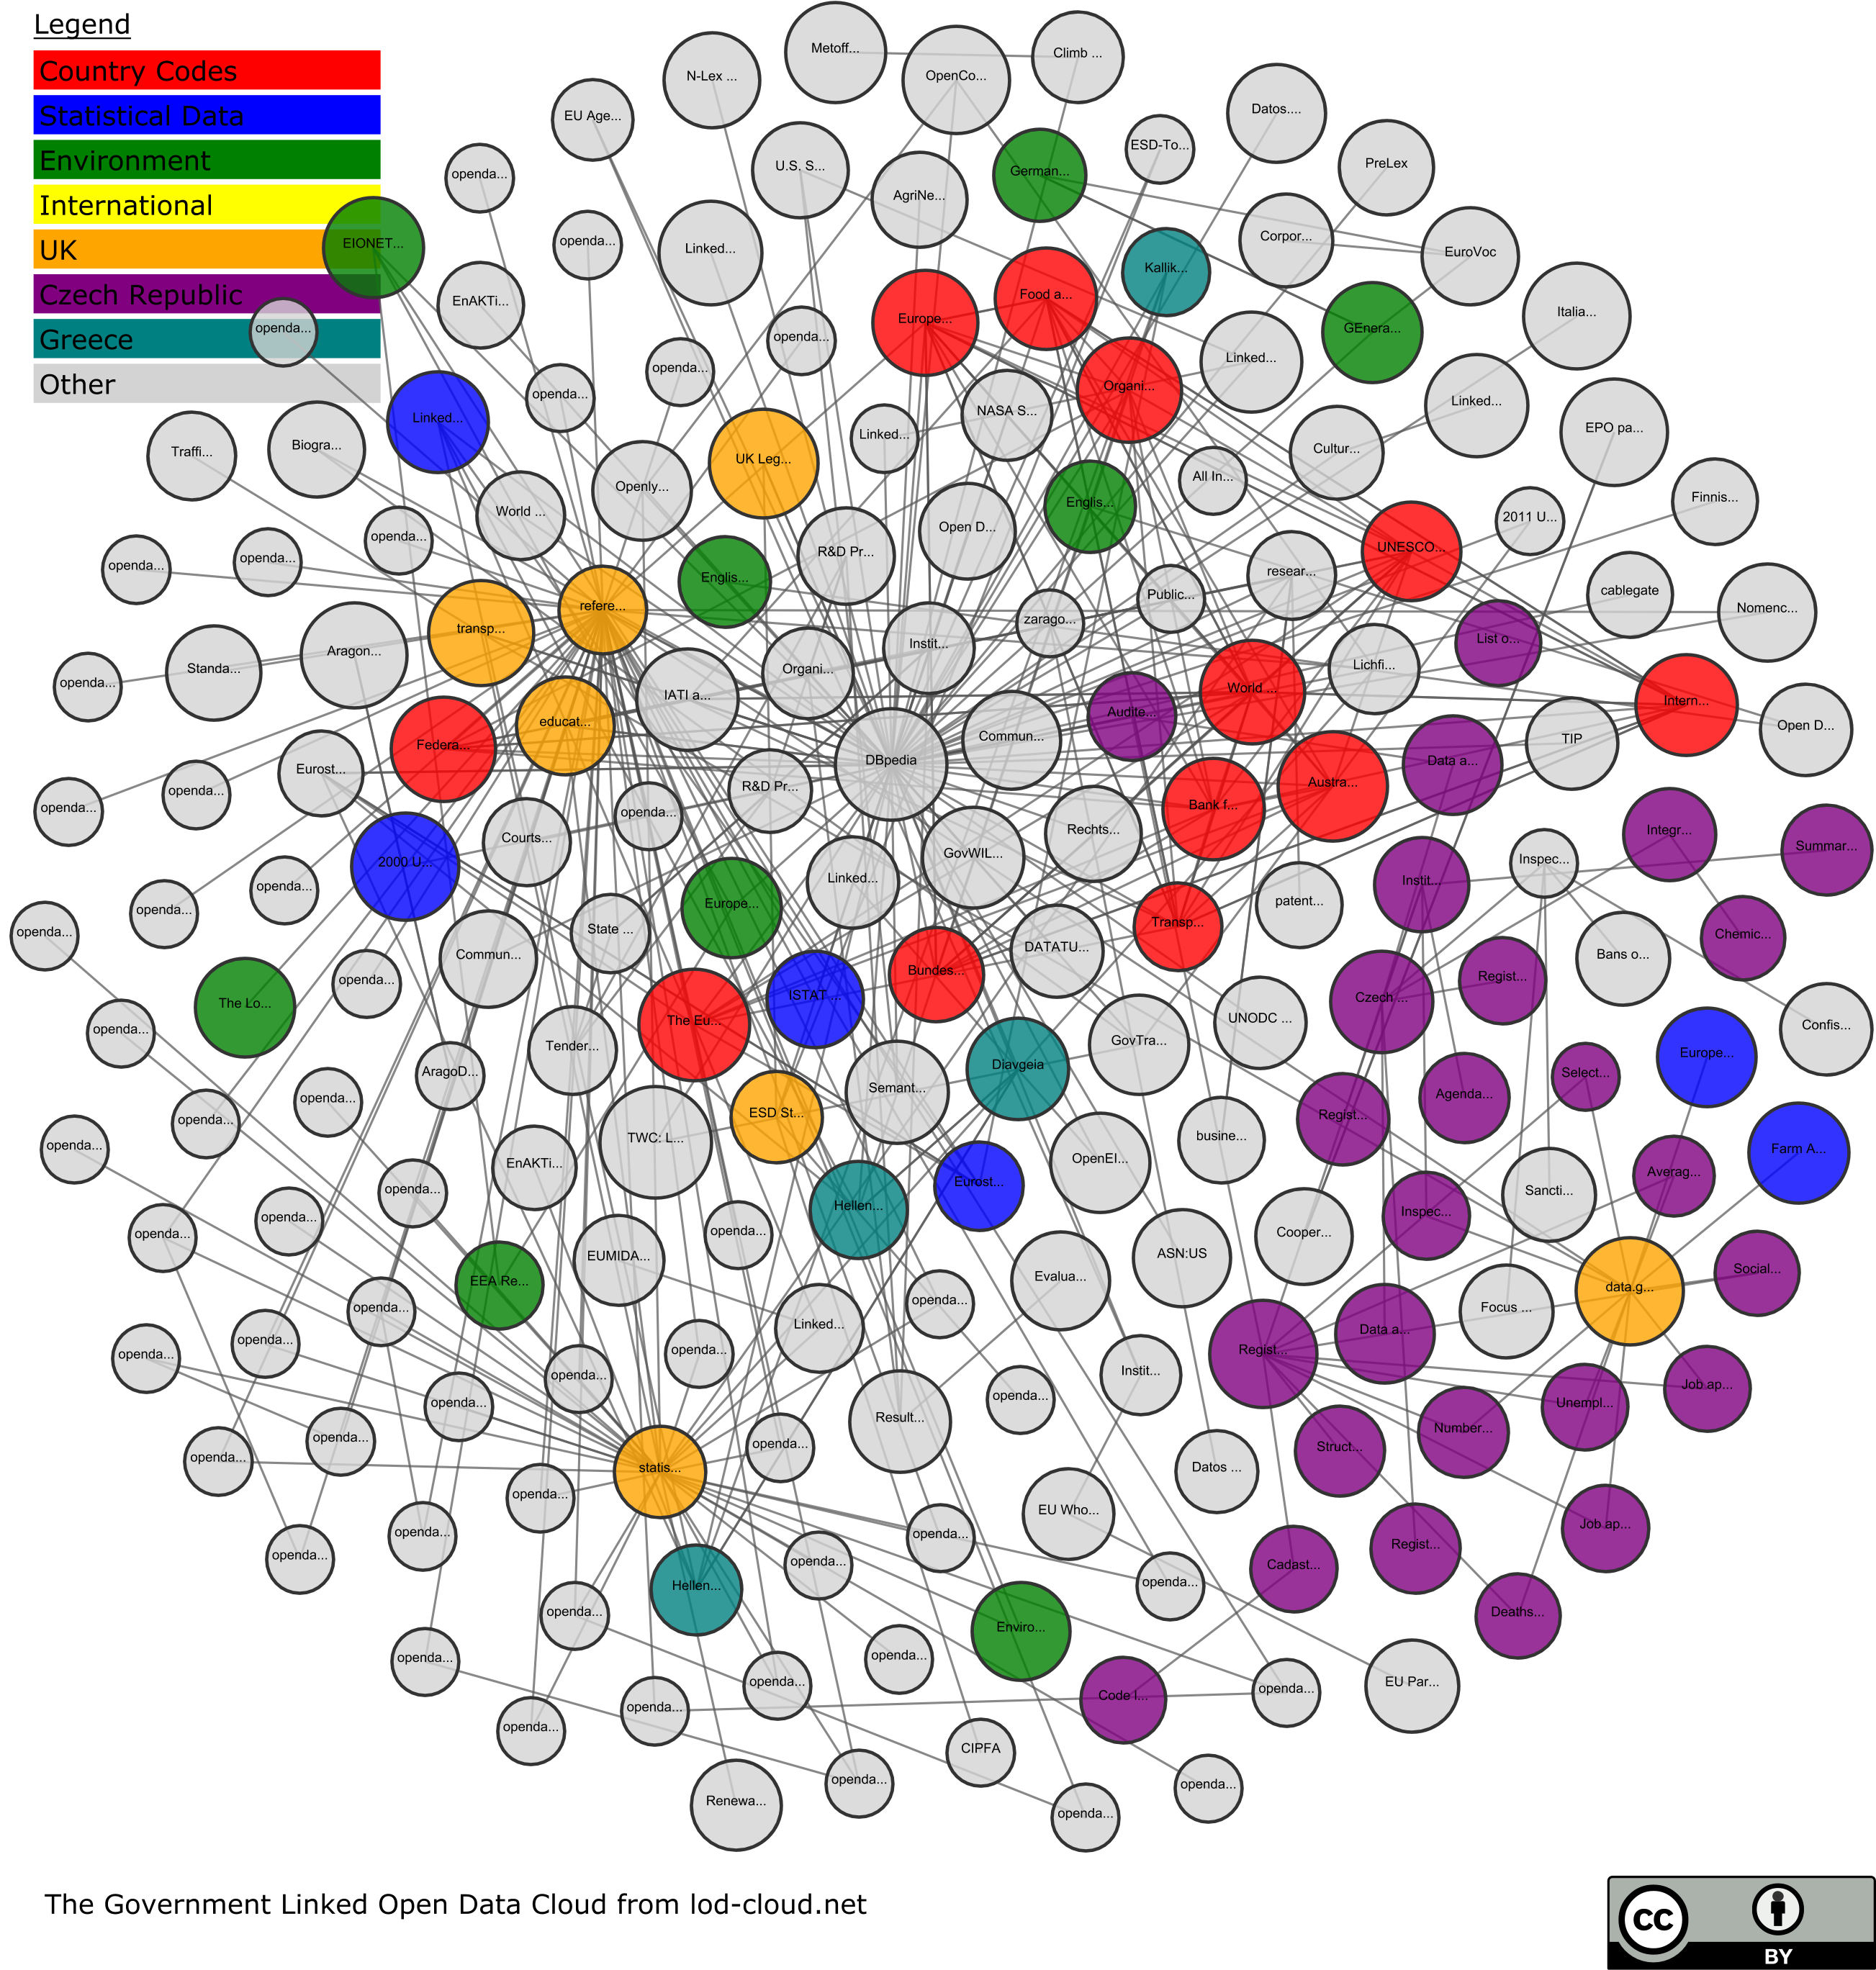 Legend
Country Codes
Statistical Data
Environment
International
UK
Czech Republic
Greece
Other
Metoff...
OpenCo...
Climb ...
N-Lex ...
EU Age...
Datos....
ESD-To...
PreLex
U.S. S...
German...
openda...
AgriNe...
EIONET...
openda...
Linked...
Corpor...
EuroVoc
Kallik...
EnAKTi...
Food a...
Europe...
Italia...
openda...
GEnera...
openda...
Linked...
openda...
Organi...
openda...
Linked...
NASA S...
Linked...
EPO pa...
Linked...
Biogra...
Traffi...
Cultur...
UK Leg...
All In...
Openly...
Finnis...
Englis...
World ...
2011 U...
Open D...
openda...
R&D Pr...
UNESCO...
openda...
openda...
resear...
Englis...
cablegate
Public...
refere...
Nomenc...
zarago...
transp...
List o...
Instit...
Aragon...
Lichfi...
Standa...
Organi...
openda...
World ...
IATI a...
Intern...
Audite...
educat...
Open D...
Commun...
TIP
Federa...
DBpedia
Data a...
Eurost...
Austra...
R&D Pr...
openda...
Bank f...
openda...
openda...
Rechts...
Integr...
Courts...
Summar...
GovWIL...
2000 U...
Inspec...
Linked...
Instit...
openda...
Europe...
patent...
openda...
Transp...
State ...
openda...
Chemic...
DATATU...
Commun...
Bans o...
Bundes...
Regist...
openda...
ISTAT ...
Czech ...
The Lo...
UNODC ...
The Eu...
Confis...
openda...
GovTra...
Tender...
Europe...
Diavgeia
AragoD...
Select...
Semant...
Agenda...
openda...
ESD St...
Regist...
openda...
TWC: L...
busine...
openda...
Farm A...
OpenEI...
EnAKTi...
Averag...
Eurost...
openda...
Sancti...
Hellen...
Inspec...
openda...
openda...
Cooper...
openda...
ASN:US
EUMIDA...
Social...
Evalua...
EEA Re...
data.g...
openda...
openda...
Focus ...
Linked...
Data a...
openda...
Regist...
openda...
openda...
Instit...
openda...
Job ap...
openda...
openda...
Unempl...
Result...
Number...
openda...
openda...
Struct...
openda...
statis...
Datos ...
openda...
EU Who...
openda...
openda...
Job ap...
Regist...
openda...
openda...
Cadast...
openda...
Hellen...
openda...
Deaths...
Enviro...
openda...
openda...
openda...
EU Par...
openda...
Code l...
openda...
openda...
CIPFA
openda...
openda...
Renewa...
openda...
The Government Linked Open Data Cloud from lod-cloud.net
cc
BY